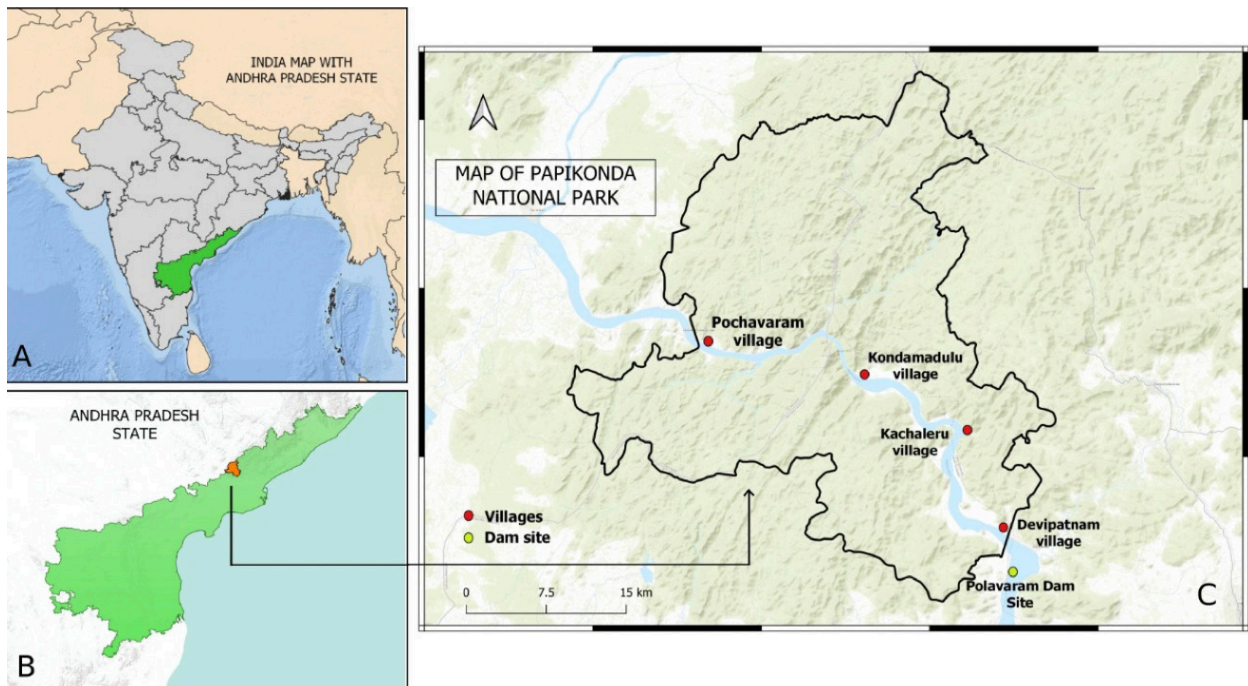 INDIA MAP WITH
ANDHRA PRADESH STATE
A
ANDHRA PRADESH
STATE
B
MAP OF PAPIKONDA
NATIONAL PARK
Pochavaram
village
Kondamadulu
village
Kachaleru
village
Devipatnam
village
Polavaram Dam
Site
Villages
Dam site
0 7.5 15 km
C